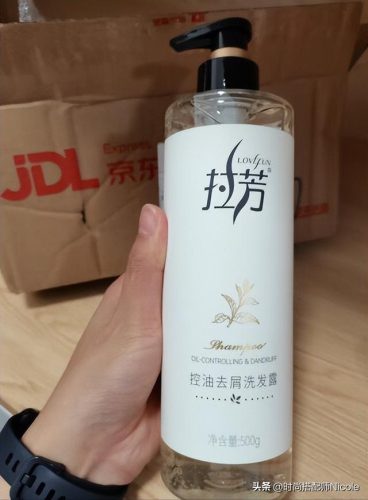 Express
JDL
京东
LOVEFUN
拉芳
Shampoo
OIL-CONTROLLING & DANDRUFF
控油去屑洗发露
净含量:500g
头条 @时尚搭配师Nicole